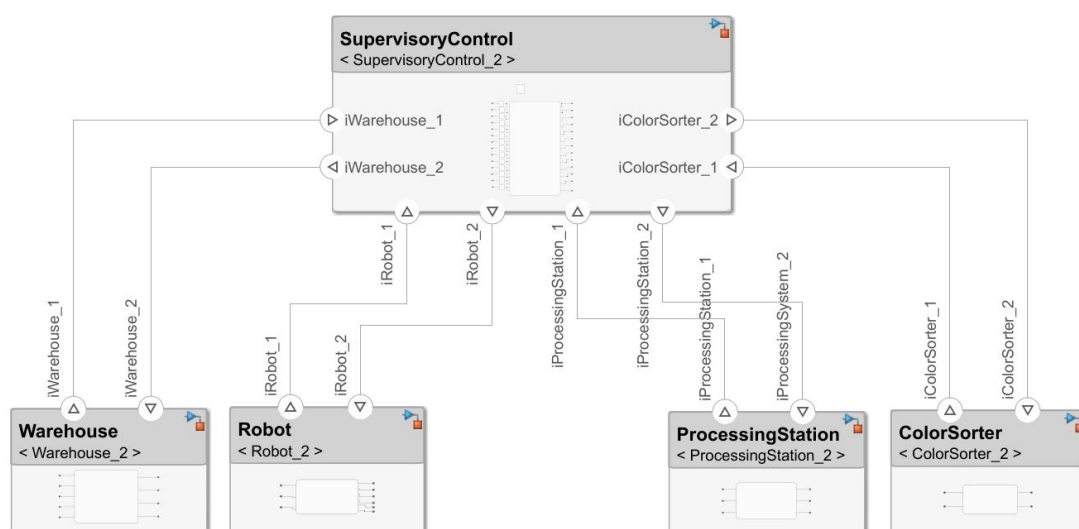 SupervisoryControl
< SupervisoryControl_2 >
iWarehouse_1
iColorSorter_2
iWarehouse_2
iColorSorter_1
iRobot_1
iRobot_2
iProcessingStation_1
iProcessingStation_2
iWarehouse_1
iWarehouse_2
iRobot_1
iRobot_2
iProcessingStation_1
iProcessingSystem_2
iColorSorter_1
iColorSorter_2
Warehouse
< Warehouse_2 >
Robot
< Robot_2 >
ProcessingStation
< ProcessingStation_2 >
ColorSorter
< ColorSorter_2 >